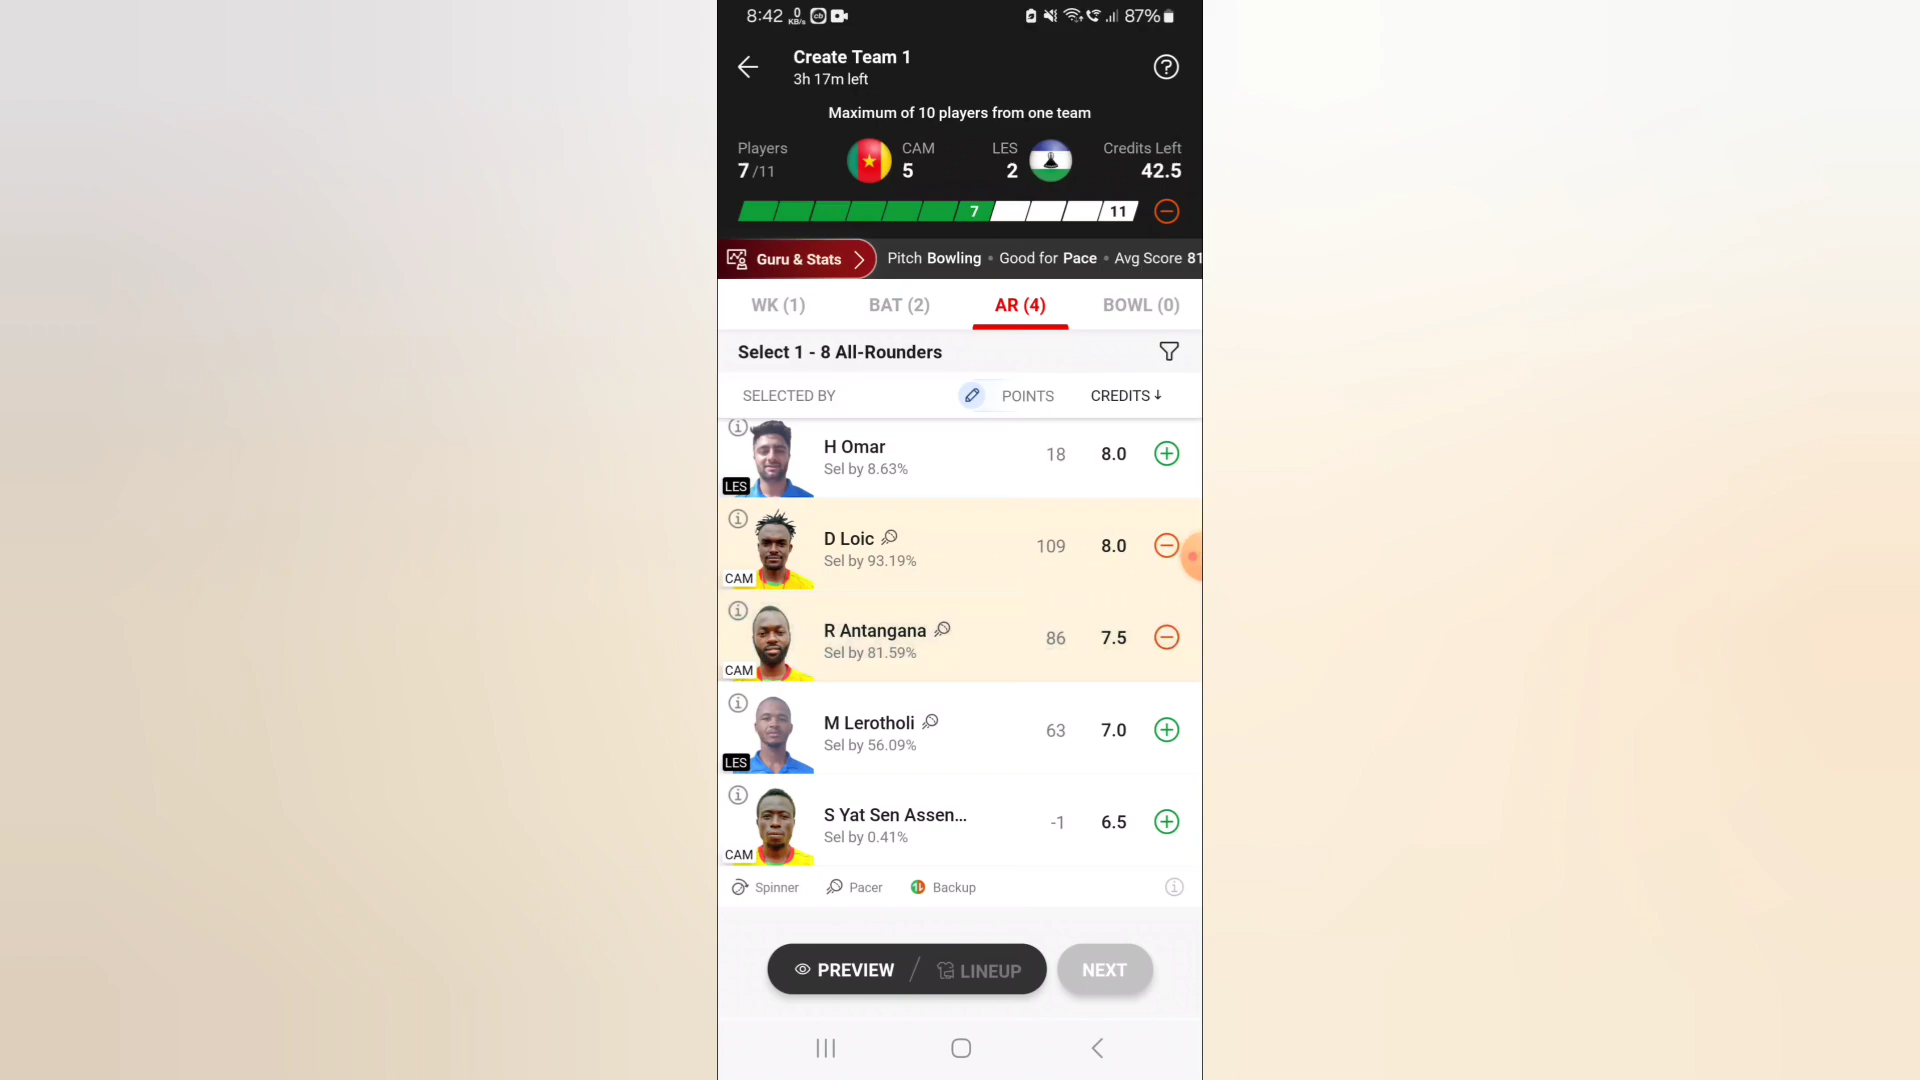 8:42 0 KB/s cb 87%
Create Team 1
3h 17m left
?
Maximum of 10 players from one team
Players CAM LES Credits Left
7/11 5 2 42.5
7 11
Guru & Stats Pitch Bowling • Good for Pace • Avg Score 81
WK (1) BAT (2) AR (4) BOWL (0)
Select 1 - 8 All-Rounders
SELECTED BY POINTS CREDITS ↓
H Omar 18 8.0
Sel by 8.63%
LES
D Loic 109 8.0
Sel by 93.19%
CAM
R Antangana 86 7.5
Sel by 81.59%
CAM
M Lerotholi 63 7.0
Sel by 56.09%
LES
S Yat Sen Assen... -1 6.5
Sel by 0.41%
CAM
Spinner Pacer Backup
PREVIEW / LINEUP NEXT